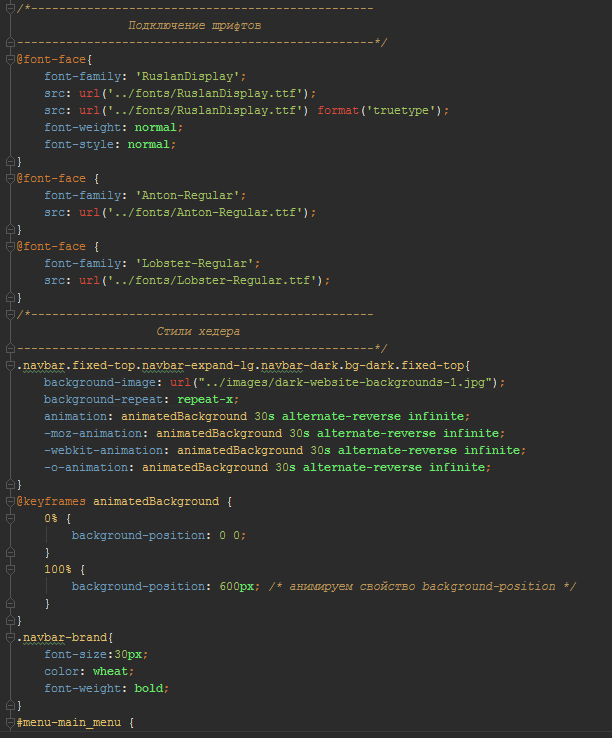 /*-------------------------------------------------
Подключение шрифтов
---------------------------------------------------*/
@font-face{
font-family: 'RuslanDisplay';
src: url('../fonts/RuslanDisplay.ttf');
src: url('../fonts/RuslanDisplay.ttf') format('truetype');
font-weight: normal;
font-style: normal;
}
@font-face {
font-family: 'Anton-Regular';
src: url('../fonts/Anton-Regular.ttf');
}
@font-face {
font-family: 'Lobster-Regular';
src: url('../fonts/Lobster-Regular.ttf');
}
/*-------------------------------------------------
Стили хедера
---------------------------------------------------*/
.navbar.fixed-top.navbar-expand-lg.navbar-dark.bg-dark.fixed-top{
background-image: url("../images/dark-website-backgrounds-1.jpg");
background-repeat: repeat-x;
animation: animatedBackground 30s alternate-reverse infinite;
-moz-animation: animatedBackground 30s alternate-reverse infinite;
-webkit-animation: animatedBackground 30s alternate-reverse infinite;
-o-animation: animatedBackground 30s alternate-reverse infinite;
}
@keyframes animatedBackground {
0% {
background-position: 0 0;
}
100% {
background-position: 600px; /* анимируем свойство background-position */
}
}
.navbar-brand{
font-size:30px;
color: wheat;
font-weight: bold;
}
#menu-main_menu {